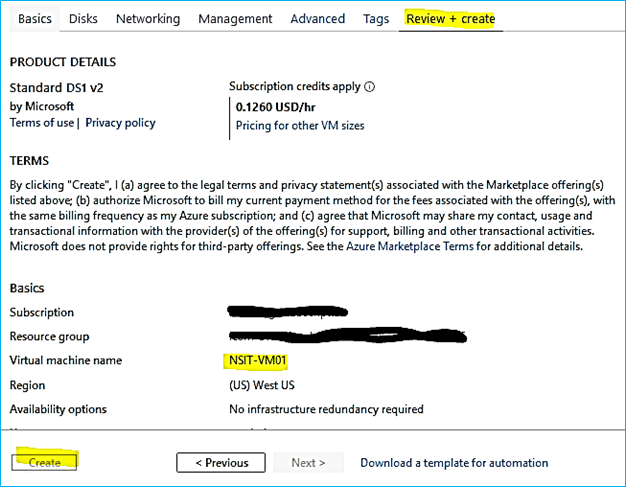 Basics Disks Networking Management Advanced Tags Review + create
PRODUCT DETAILS
Standard DS1 v2
by Microsoft
Terms of use | Privacy policy
Subscription credits apply
0.1260 USD/hr
Pricing for other VM sizes
TERMS
By clicking "Create", I (a) agree to the legal terms and privacy statement(s) associated with the Marketplace offering(s)
listed above; (b) authorize Microsoft to bill my current payment method for the fees associated with the offering(s), with
the same billing frequency as my Azure subscription; and (c) agree that Microsoft may share my contact, usage and
transactional information with the provider(s) of the offering(s) for support, billing and other transactional activities.
Microsoft does not provide rights for third-party offerings. See the Azure Marketplace Terms for additional details.
Basics
Subscription
Resource group
Virtual machine name NSIT-VM01
Region (US) West US
Availability options No infrastructure redundancy required
Create < Previous Next > Download a template for automation